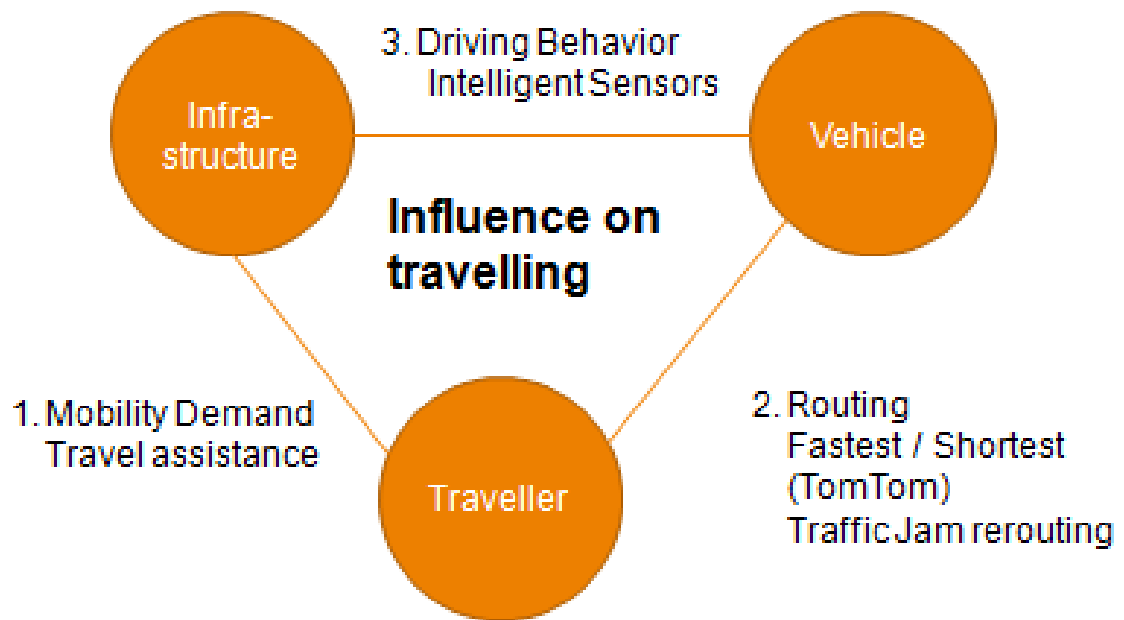 3. Driving Behavior
Intelligent Sensors
Infra-
structure
Vehicle
Influence on
travelling
1. Mobility Demand
Travel assistance
2. Routing
Fastest / Shortest
(TomTom)
Traffic Jam rerouting
Traveller